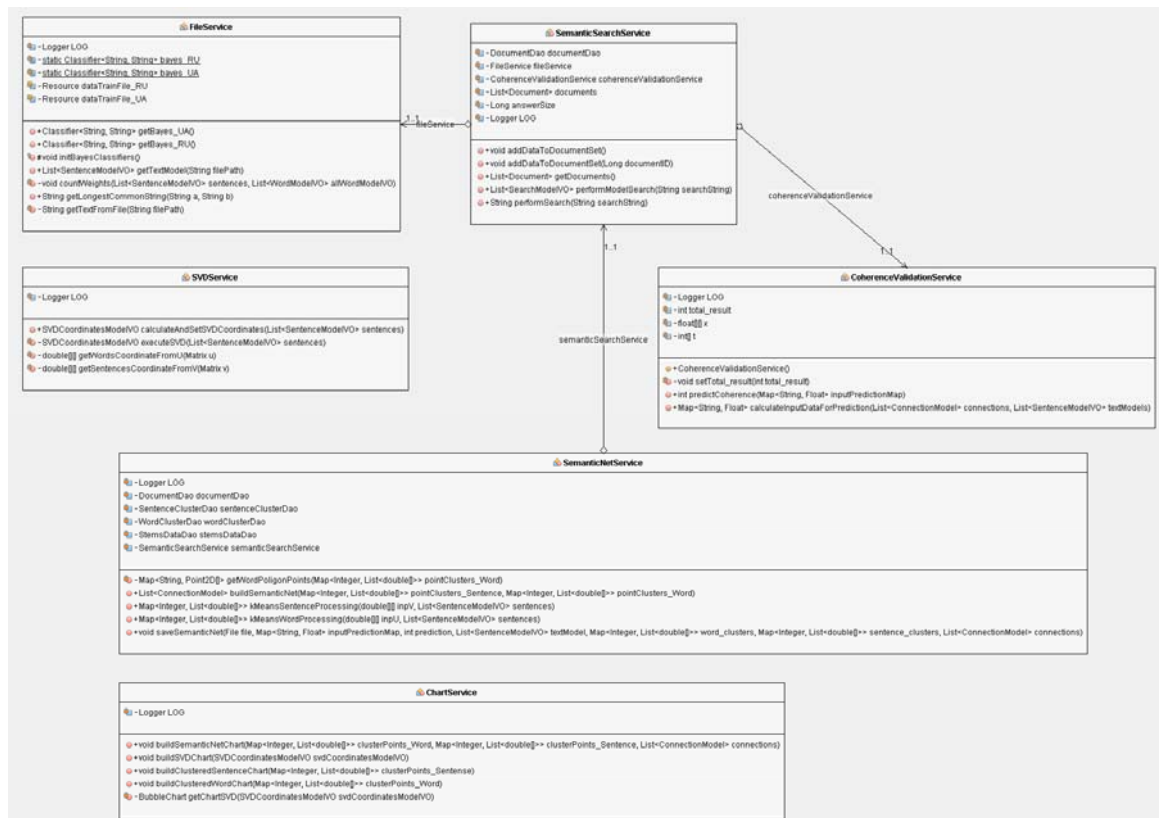 FileService
-Logger LOG
-static Classifier<String, String> bayes_RU
-static Classifier<String, String> bayes_UA
-Resource dataTrainFile_RU
-Resource dataTrainFile_UA
+Classifier<String, String> getBayes_UA()
+Classifier<String, String> getBayes_RU()
#void initBayesClassifiers()
+List<SentenceModelVO> getTextModel(String filePath)
-void countWeights(List<SentenceModelVO> sentences, List<WordModelVO> allWordModelVO)
+String getLongestCommonString(String a, String b)
-String getTextFromFile(String filePath)
1..1
fileService
SemanticSearchService
-DocumentDao documentDao
-FileService fileService
-CoherenceValidationService coherenceValidationService
-List<Document> documents
-Long answerSize
-Logger LOG
+void addDataToDocumentSet()
+void addDataToDocumentSet(Long documentID)
+List<Document> getDocuments()
+List<SearchModelVO> performModelSearch(String searchString)
+String performSearch(String searchString)
coherenceValidationService
1..1
1..1
semanticSearchService
SVDService
-Logger LOG
+SVDCoordinatesModelVO calculateAndSetSVDCoordinates(List<SentenceModelVO> sentences)
-SVDCoordinatesModelVO executeSVD(List<SentenceModelVO> sentences)
-double[][] getWordsCoordinateFromU(Matrix u)
-double[][] getSentencesCoordinateFromV(Matrix v)
CoherenceValidationService
-Logger LOG
-int total_result
-float[][] x
-int[] t
+CoherenceValidationService()
-void setTotal_result(int total_result)
+int predictCoherence(Map<String, Float> inputPredictionMap)
+Map<String, Float> calculateInputDataForPrediction(List<ConnectionModel> connections, List<SentenceModelVO> textModels)
SemanticNetService
-Logger LOG
-DocumentDao documentDao
-SentenceClusterDao sentenceClusterDao
-WordClusterDao wordClusterDao
-StemsDataDao stemsDataDao
-SemanticSearchService semanticSearchService
-Map<String, Point2D[]> getWordPoligonPoints(Map<Integer, List<double[]>> pointClusters_Word)
+List<ConnectionModel> buildSemanticNet(Map<Integer, List<double[]>> pointClusters_Sentence, Map<Integer, List<double[]>> pointClusters_Word)
+Map<Integer, List<double[]>> kMeansSentenceProcessing(double[][] inpV, List<SentenceModelVO> sentences)
+Map<Integer, List<double[]>> kMeansWordProcessing(double[][] inpU, List<SentenceModelVO> sentences)
+void saveSemanticNet(File file, Map<String, Float> inputPredictionMap, int prediction, List<SentenceModelVO> textModel, Map<Integer, List<double[]>> word_clusters, Map<Integer, List<double[]>> sentence_clusters, List<ConnectionModel> connections)
ChartService
-Logger LOG
+void buildSemanticNetChart(Map<Integer, List<double[]>> clusterPoints_Word, Map<Integer, List<double[]>> clusterPoints_Sentence, List<ConnectionModel> connections)
+void buildSVDChart(SVDCoordinatesModelVO svdCoordinatesModelVO)
+void buildClusteredSentenceChart(Map<Integer, List<double[]>> clusterPoints_Sentense)
+void buildClusteredWordChart(Map<Integer, List<double[]>> clusterPoints_Word)
-BubbleChart getChartSVD(SVDCoordinatesModelVO svdCoordinatesModelVO)